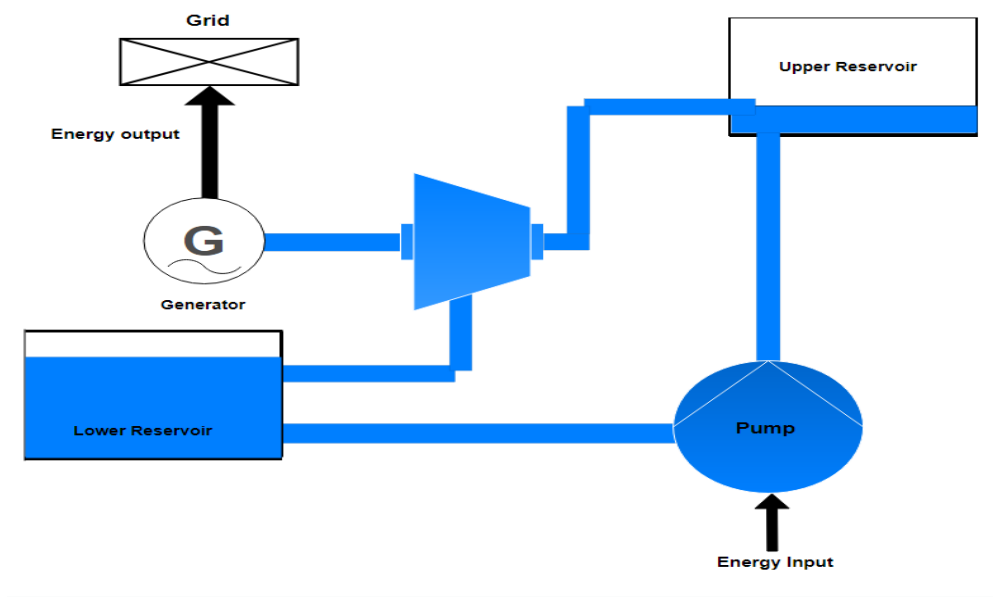 Grid
Upper Reservoir
Energy output
G
Generator
Lower Reservoir
Pump
Energy Input